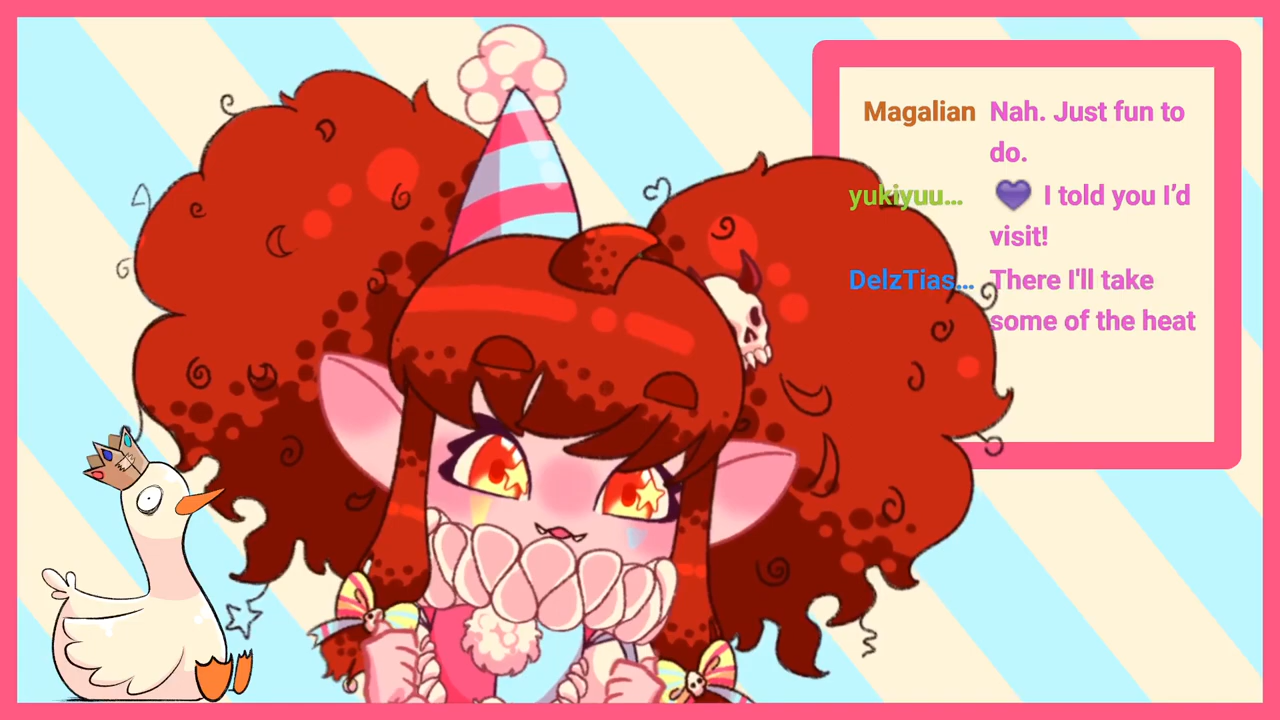 Magalian Nah. Just fun to
do.
yukiyuu… 💜 I told you I’d
visit!
DelzTias… There I'll take
some of the heat